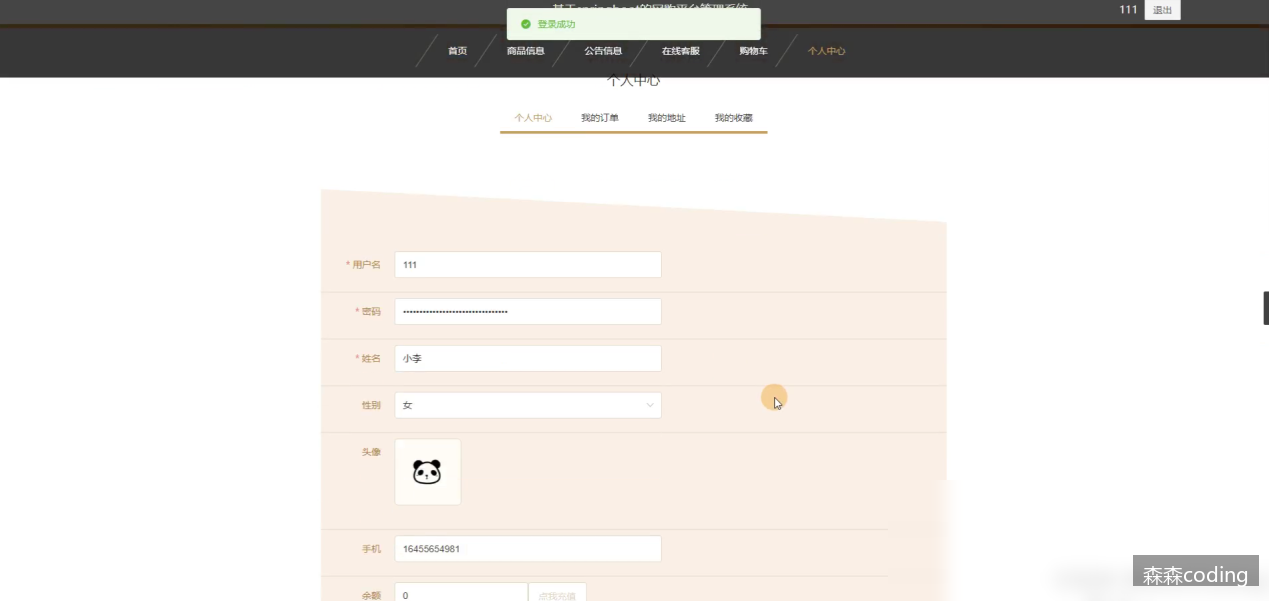 基于springboot的网购平台管理系统
111 退出
登录成功
首页 商品信息 公告信息 在线客服 购物车 个人中心
个人中心
个人中心 我的订单 我的地址 我的收藏
* 用户名 111
* 密码 ••••••••••••••••••••••••••••••••
* 姓名 小李
性别 女
头像
手机 16455654981
余额 0 点我充值
森森coding